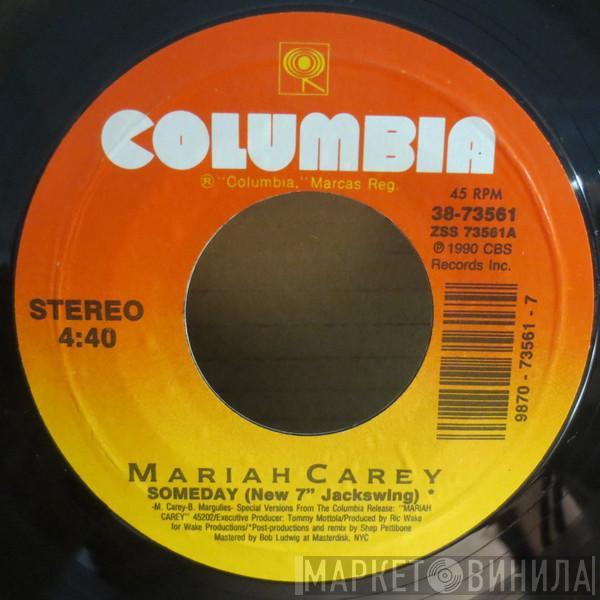 COLUMBIA
® "Columbia," Marcas Reg.
45 RPM
38-73561
ZSS 73561A
℗ 1990 CBS
Records Inc.
STEREO
4:40
9870 - 73561 - 7
MARIAH CAREY
SOMEDAY (New 7" Jackswing) *
-M. Carey-B. Margulies- Special Versions From The Columbia Release: "MARIAH
CAREY" 45202/Executive Producer: Tommy Mottola/Produced by Ric Wake
for Wake Productions/*Post-productions and remix by Shep Pettibone
Mastered by Bob Ludwig at Masterdisk, NYC
МАРКЕТ ВИНИЛА